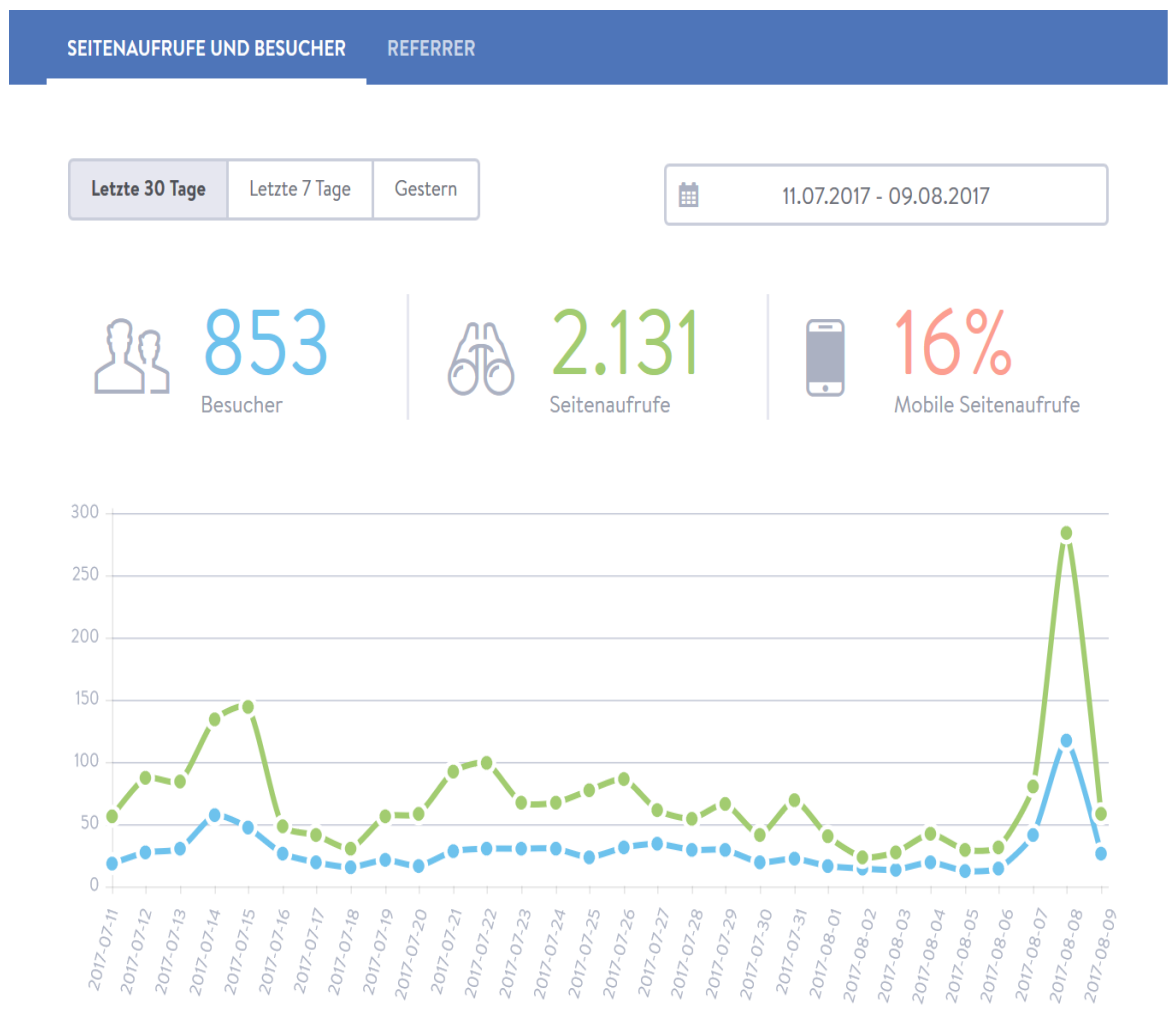 SEITENAUFRUFE UND BESUCHER REFERRER
Letzte 30 Tage Letzte 7 Tage Gestern 11.07.2017 - 09.08.2017
853 2.131 16%
Besucher Seitenaufrufe Mobile Seitenaufrufe
300
250
200
150
100
50
0
2017-07-11 2017-07-12 2017-07-13 2017-07-14 2017-07-15 2017-07-16 2017-07-17 2017-07-18 2017-07-19 2017-07-20 2017-07-21 2017-07-22 2017-07-23 2017-07-24 2017-07-25 2017-07-26 2017-07-27 2017-07-28 2017-07-29 2017-07-30 2017-07-31 2017-08-01 2017-08-02 2017-08-03 2017-08-04 2017-08-05 2017-08-06 2017-08-07 2017-08-08 2017-08-09